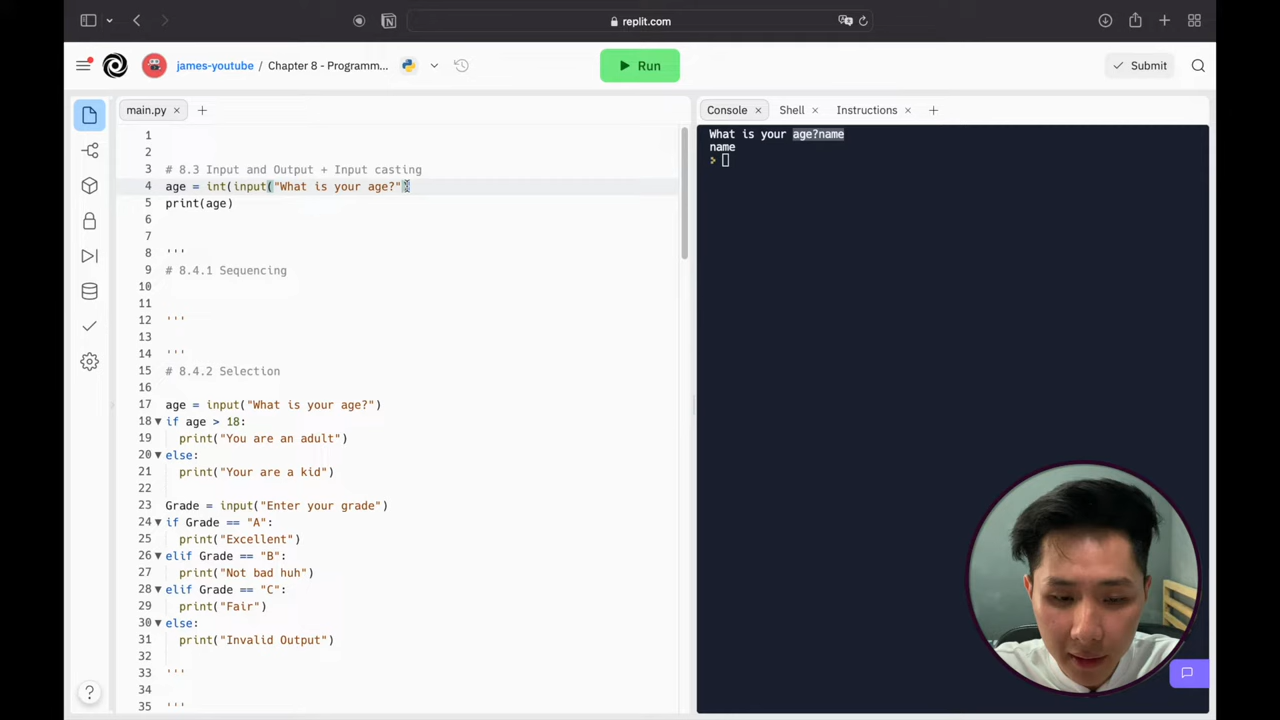 replit.com
james-youtube / Chapter 8 - Programm...
Run
Submit
main.py
Console
Shell
Instructions
1
2
3 # 8.3 Input and Output + Input casting
4 age = int(input("What is your age?")
5 print(age)
6
7
8 '''
9 # 8.4.1 Sequencing
10
11
12 '''
13
14 '''
15 # 8.4.2 Selection
16
17 age = input("What is your age?")
18 if age > 18:
19 print("You are an adult")
20 else:
21 print("Your are a kid")
22
23 Grade = input("Enter your grade")
24 if Grade == "A":
25 print("Excellent")
26 elif Grade == "B":
27 print("Not bad huh")
28 elif Grade == "C":
29 print("Fair")
30 else:
31 print("Invalid Output")
32
33 '''
34
35 '''
What is your age?name
name
>
?